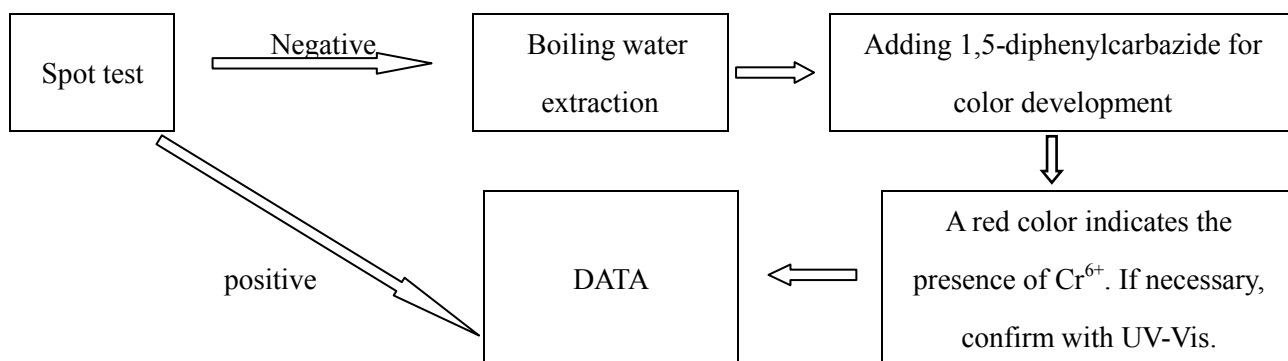 Spot test
Negative
Boiling water
extraction
Adding 1,5-diphenylcarbazide for
color development
A red color indicates the
presence of Cr⁶⁺. If necessary,
confirm with UV-Vis.
DATA
positive